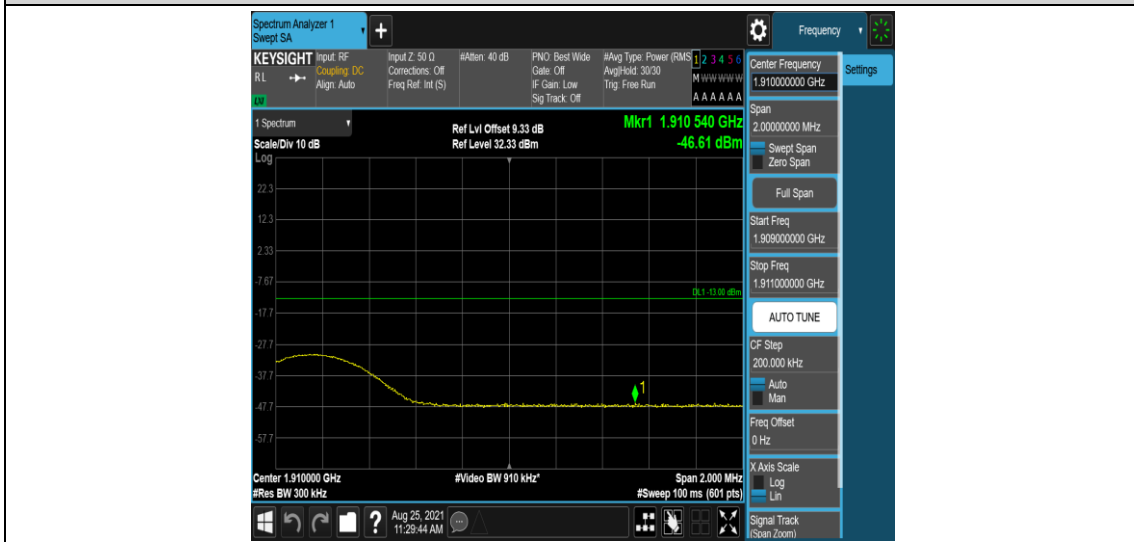 Spectrum Analyzer 1
Swept SA
+
Frequency
KEYSIGHT
RL
LXI
Input: RF
Coupling: DC
Align: Auto
Input Z: 50 Ω
Corrections: Off
Freq Ref: Int (S)
#Atten: 40 dB
PNO: Best Wide
Gate: Off
IF Gain: Low
Sig Track: Off
#Avg Type: Power (RMS
Avg|Hold: 30/30
Trig: Free Run
1 2 3 4 5 6
M W W W W W
A A A A A A
1 Spectrum
Scale/Div 10 dB
Log
Ref Lvl Offset 9.33 dB
Ref Level 32.33 dBm
Mkr1 1.910 540 GHz
-46.61 dBm
22.3
12.3
2.33
-7.67
DL1 -13.00 dBm
-17.7
-27.7
-37.7
1
-47.7
-57.7
Center 1.910000 GHz
#Res BW 300 kHz
#Video BW 910 kHz*
Span 2.000 MHz
#Sweep 100 ms (601 pts)
?
Aug 25, 2021
11:29:44 AM
Center Frequency
1.910000000 GHz
Settings
Span
2.00000000 MHz
Swept Span
Zero Span
Full Span
Start Freq
1.909000000 GHz
Stop Freq
1.911000000 GHz
AUTO TUNE
CF Step
200.000 kHz
Auto
Man
Freq Offset
0 Hz
X Axis Scale
Log
Lin
Signal Track
(Span Zoom)